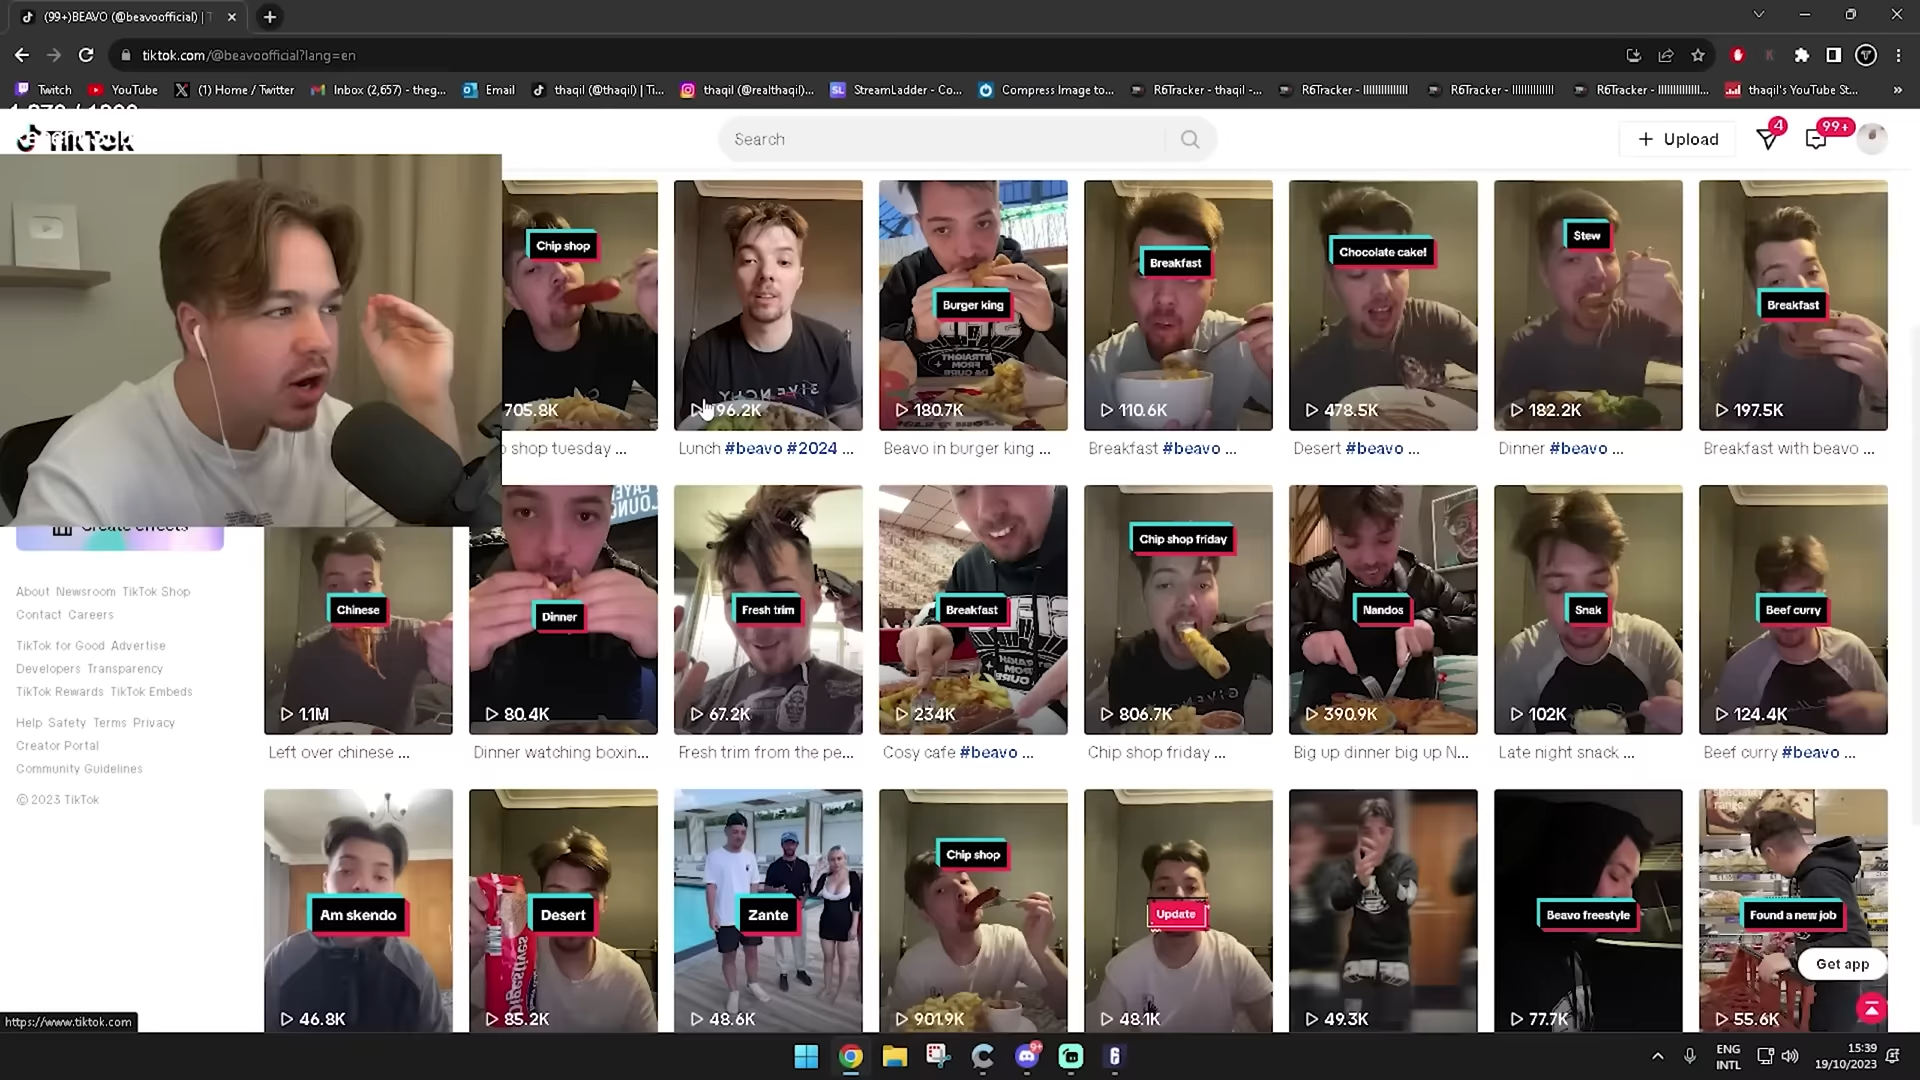 (99+)BEAVO (@beavoofficial) | T
tiktok.com/@beavoofficial?lang=en
Twitch YouTube (1) Home / Twitter Inbox (2,657) - theg... Email thaqil (@thaqil) | Ti... thaqil (@realthaqil)... StreamLadder - Co... Compress Image to... R6Tracker - thaqil -... R6Tracker - llllllllllllll R6Tracker - lllllllllllll R6Tracker - lllllllllllll... thaqil's YouTube St... »
TikTok
Search
Upload
4
99+
Chip shop
Burger king
Breakfast
Chocolate cake!
Stew
Breakfast
705.8K 96.2K 180.7K 110.6K 478.5K 182.2K 197.5K
shop tuesday ... Lunch #beavo #2024 ... Beavo in burger king ... Breakfast #beavo ... Desert #beavo ... Dinner #beavo ... Breakfast with beavo ...
Create effects
About Newsroom TikTok Shop
Contact Careers
TikTok for Good Advertise
Developers Transparency
TikTok Rewards TikTok Embeds
Help Safety Terms Privacy
Creator Portal
Community Guidelines
© 2023 TikTok
Chinese
Dinner
Fresh trim
Breakfast
Chip shop friday
Nandos
Snak
Beef curry
1.1M 80.4K 67.2K 234K 806.7K 390.9K 102K 124.4K
Left over chinese ... Dinner watching boxin... Fresh trim from the pe... Cosy cafe #beavo ... Chip shop friday ... Big up dinner big up N... Late night snack ... Beef curry #beavo ...
Am skendo
Desert
Digestives
Zante
Chip shop
Update
Beavo freestyle
Found a new job
46.8K 85.2K 48.6K 901.9K 48.1K 49.3K 77.7K 55.6K
Get app
https://www.tiktok.com
9+
ENG
INTL
15:39
19/10/2023